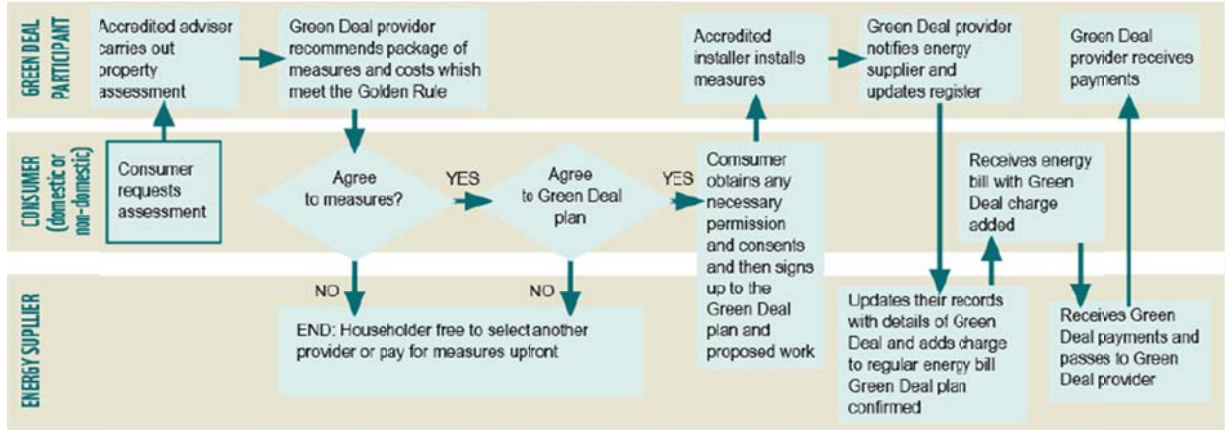 GREEN DEAL
PARTICIPANT
Accredited adviser
carries out
property
assessment
Green Deal provider
recommends package of
measures and costs whish
meet the Golden Rule
Accredited
installer installs
measures
Green Deal provider
notifies energy
supplier and
updates register
Green Deal
provider receives
payments
CONSUMER
(domestic or
non-domestic)
Consumer
requests
assessment
Agree
to measures?
YES
Agree
to Green Deal
plan
YES
Comsumer
obtains any
necessary
permission
and consents
and then signs
up to the
Green Deal
plan and
proposed work
Receives energy
bill with Green
Deal charge
added
ENERGY SUPLLIER
NO
NO
END: Householder free to select another
provider or pay for measures upfront
Updates their records
with details of Green
Deal and adds charge
to regular energy bill
Green Deal plan
confirmed
Receives Green
Deal payments and
passes to Green
Deal provider